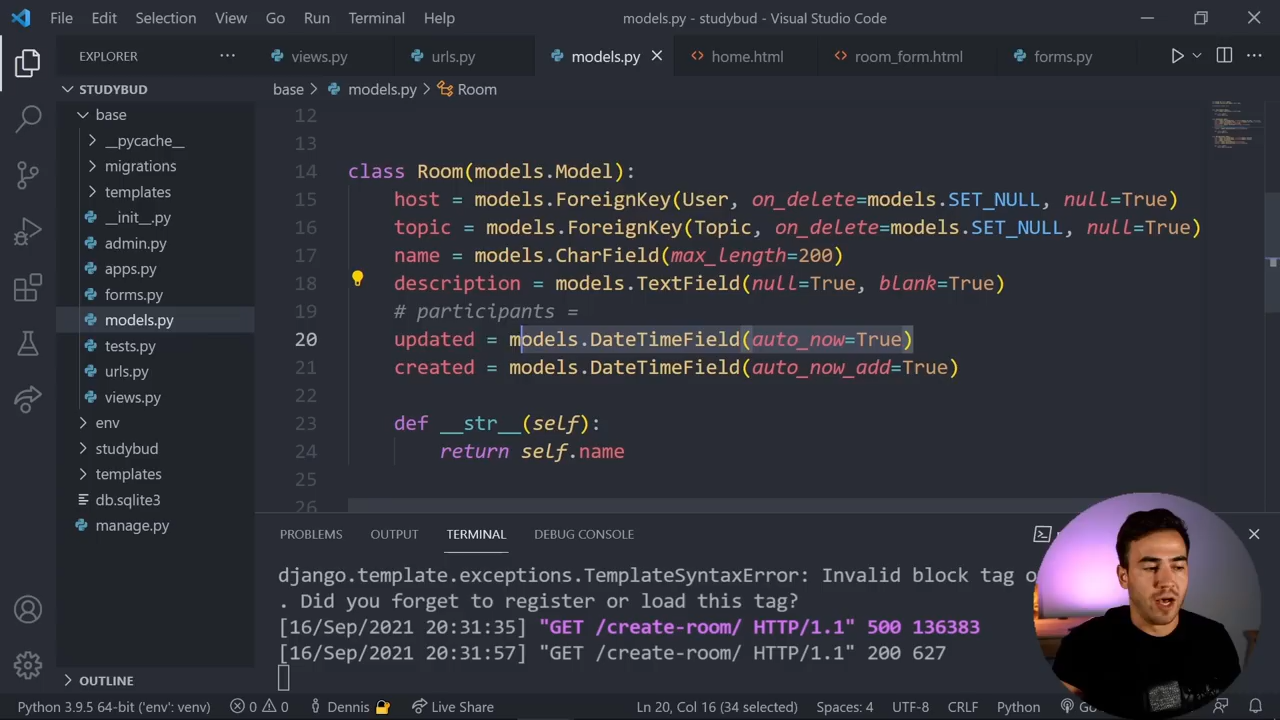 File Edit Selection View Go Run Terminal Help models.py - studybud - Visual Studio Code
EXPLORER ··· views.py urls.py models.py home.html room_form.html forms.py
STUDYBUD
base > models.py > Room
base
__pycache__
migrations
templates
__init__.py
admin.py
apps.py
forms.py
models.py
tests.py
urls.py
views.py
env
studybud
templates
db.sqlite3
manage.py
OUTLINE
12
13
14 class Room(models.Model):
15 host = models.ForeignKey(User, on_delete=models.SET_NULL, null=True)
16 topic = models.ForeignKey(Topic, on_delete=models.SET_NULL, null=True)
17 name = models.CharField(max_length=200)
18 description = models.TextField(null=True, blank=True)
19 # participants =
20 updated = models.DateTimeField(auto_now=True)
21 created = models.DateTimeField(auto_now_add=True)
22
23 def __str__(self):
24 return self.name
25
26
PROBLEMS OUTPUT TERMINAL DEBUG CONSOLE
django.template.exceptions.TemplateSyntaxError: Invalid block tag
. Did you forget to register or load this tag?
[16/Sep/2021 20:31:35] "GET /create-room/ HTTP/1.1" 500 136383
[16/Sep/2021 20:31:57] "GET /create-room/ HTTP/1.1" 200 627
Python 3.9.5 64-bit ('env': venv) 0 0 Dennis Live Share Ln 20, Col 16 (34 selected) Spaces: 4 UTF-8 CRLF Python